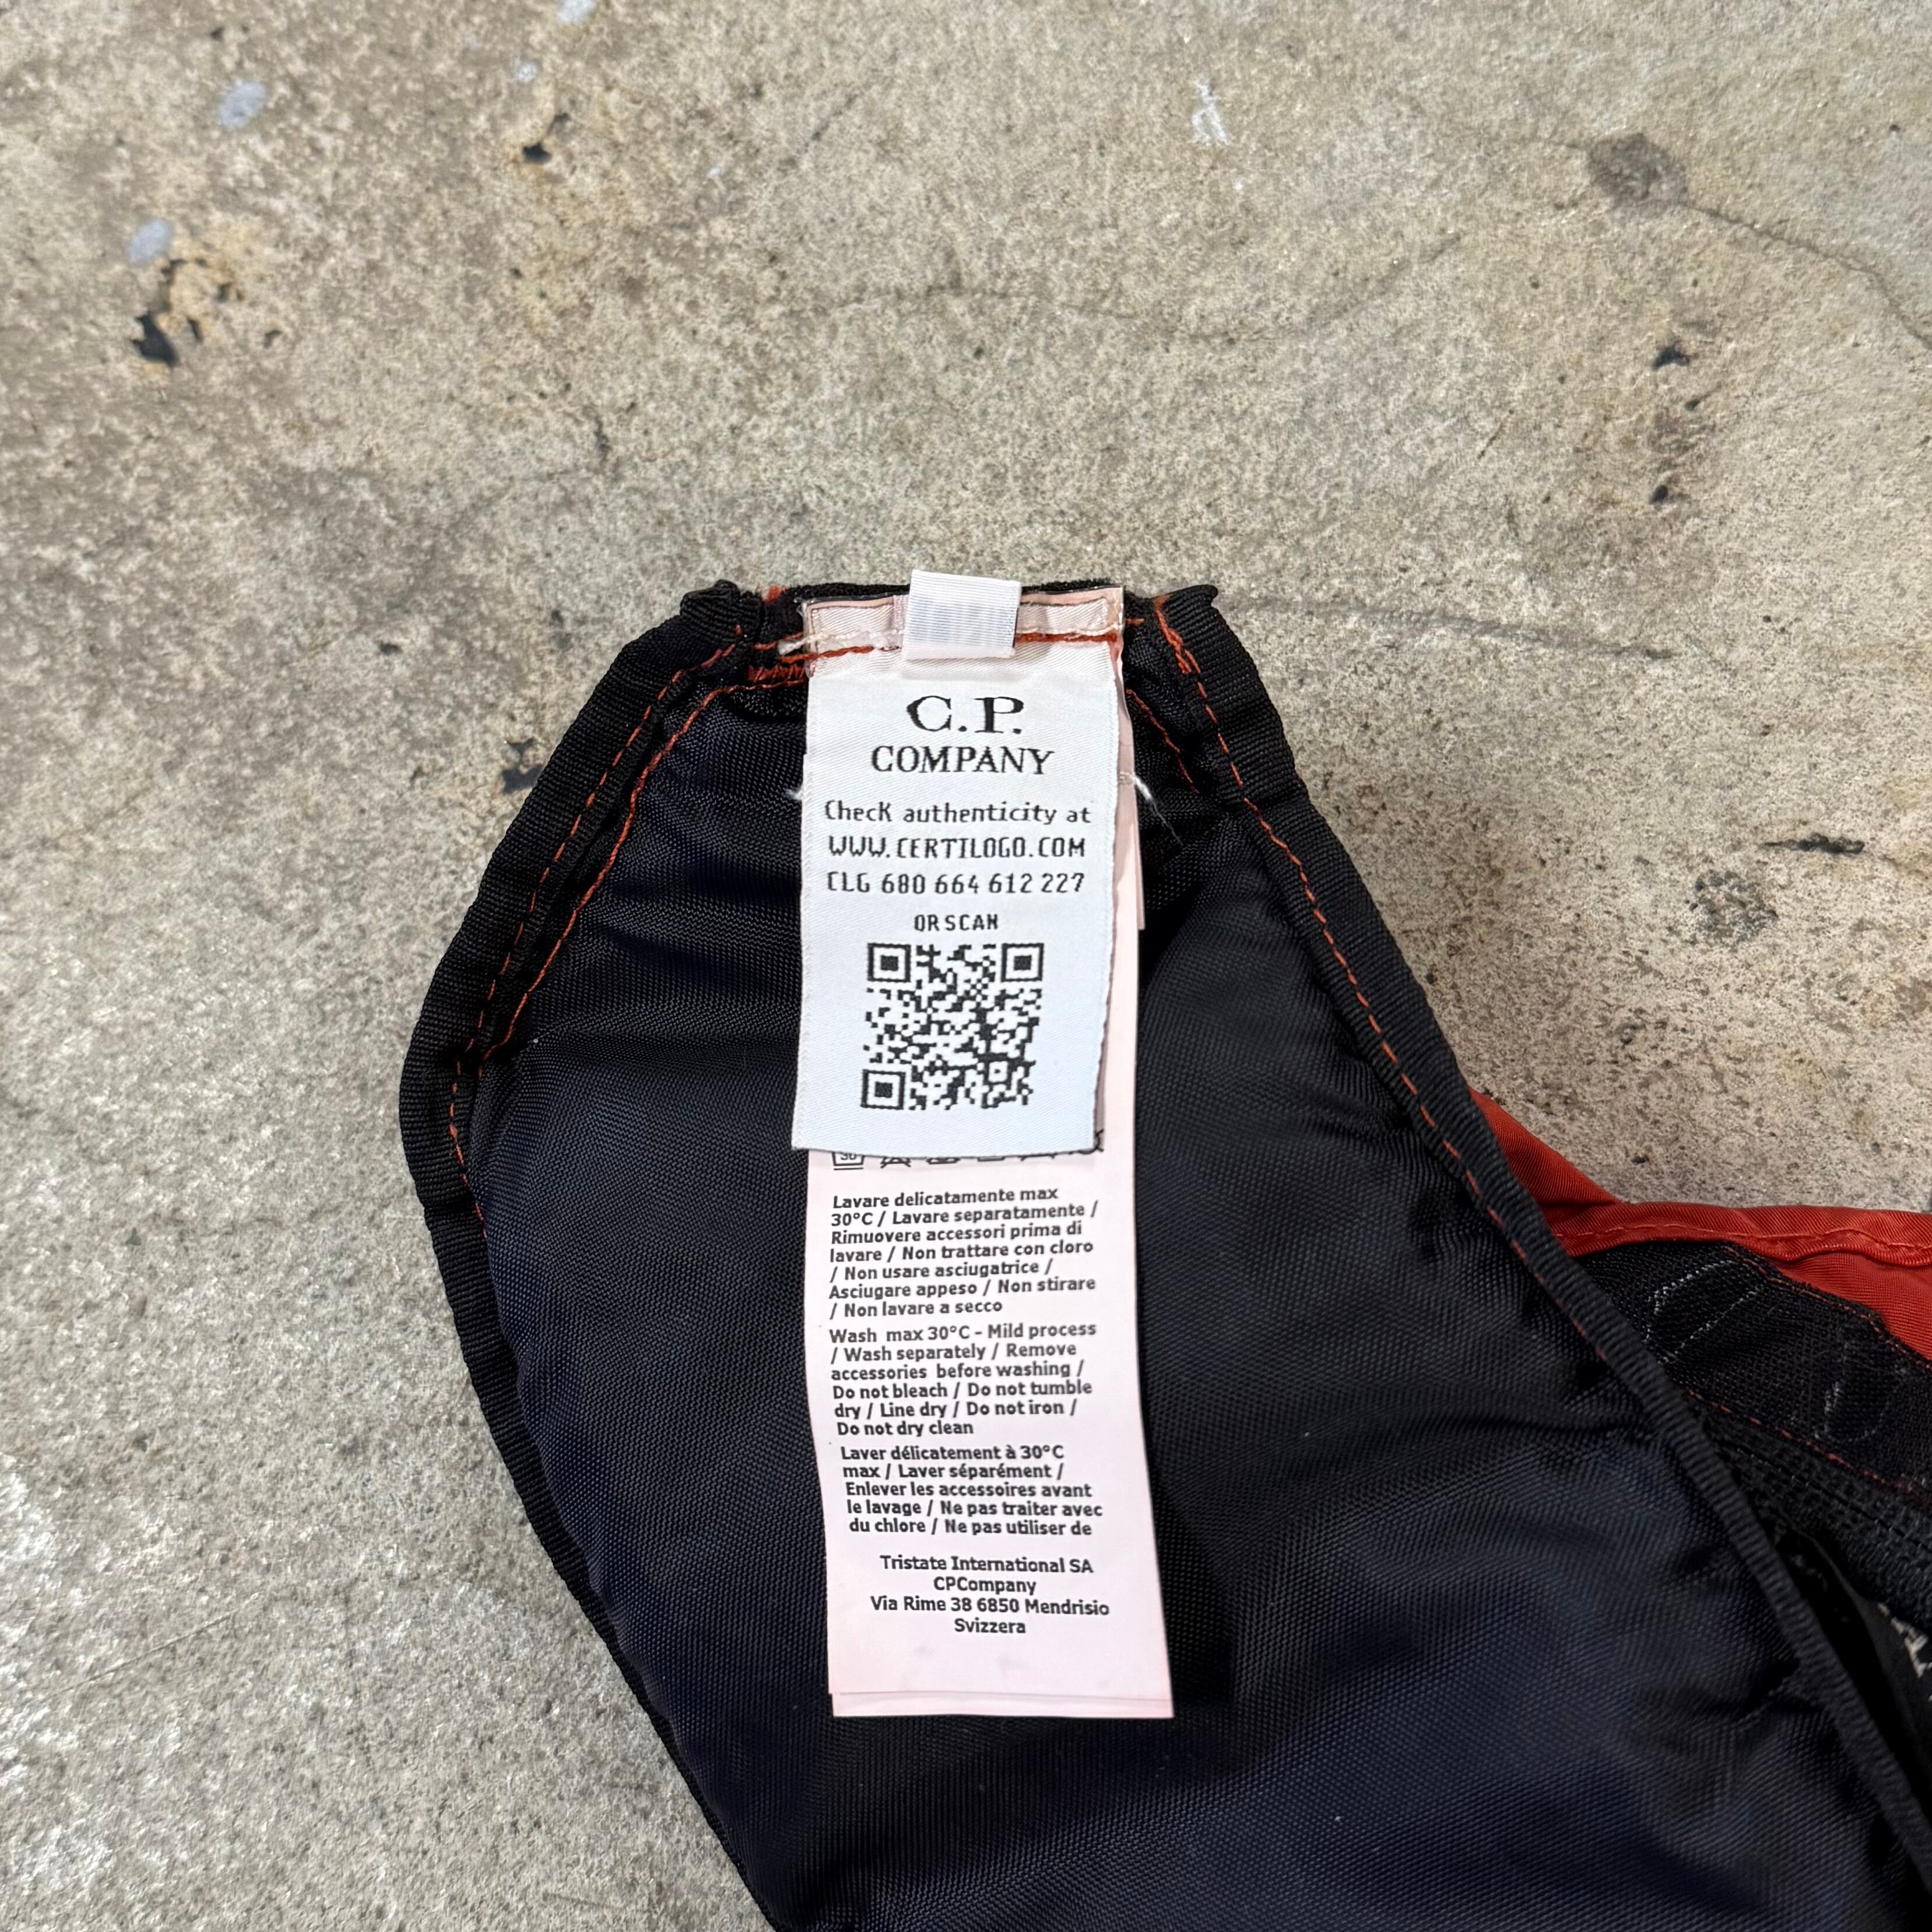 C.P.
COMPANY
Check authenticity at
WWW.CERTILOGO.COM
CLG 680 664 612 227
OR SCAN
30
Lavare delicatamente max
30°C / Lavare separatamente /
Rimuovere accessori prima di
lavare / Non trattare con cloro
/ Non usare asciugatrice /
Asciugare appeso / Non stirare
/ Non lavare a secco
Wash max 30°C - Mild process
/ Wash separately / Remove
accessories before washing /
Do not bleach / Do not tumble
dry / Line dry / Do not iron /
Do not dry clean
Laver délicatement à 30°C
max / Laver séparément /
Enlever les accessoires avant
le lavage / Ne pas traiter avec
du chlore / Ne pas utiliser de
Tristate International SA
CPCompany
Via Rime 38 6850 Mendrisio
Svizzera